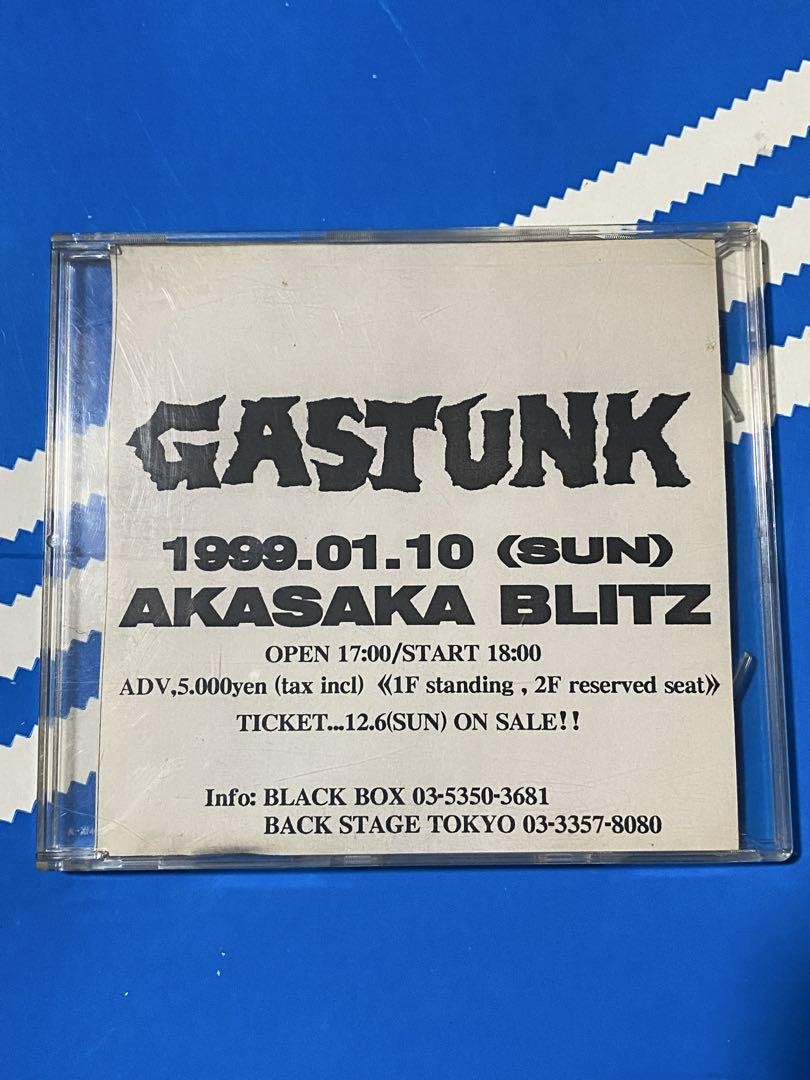 GASTUNK
1999.01.10 (SUN)
AKASAKA BLITZ
OPEN 17:00/START 18:00
ADV,5.000yen (tax incl) 《1F standing , 2F reserved seat》
TICKET...12.6(SUN) ON SALE!!
Info: BLACK BOX 03-5350-3681
BACK STAGE TOKYO 03-3357-8080